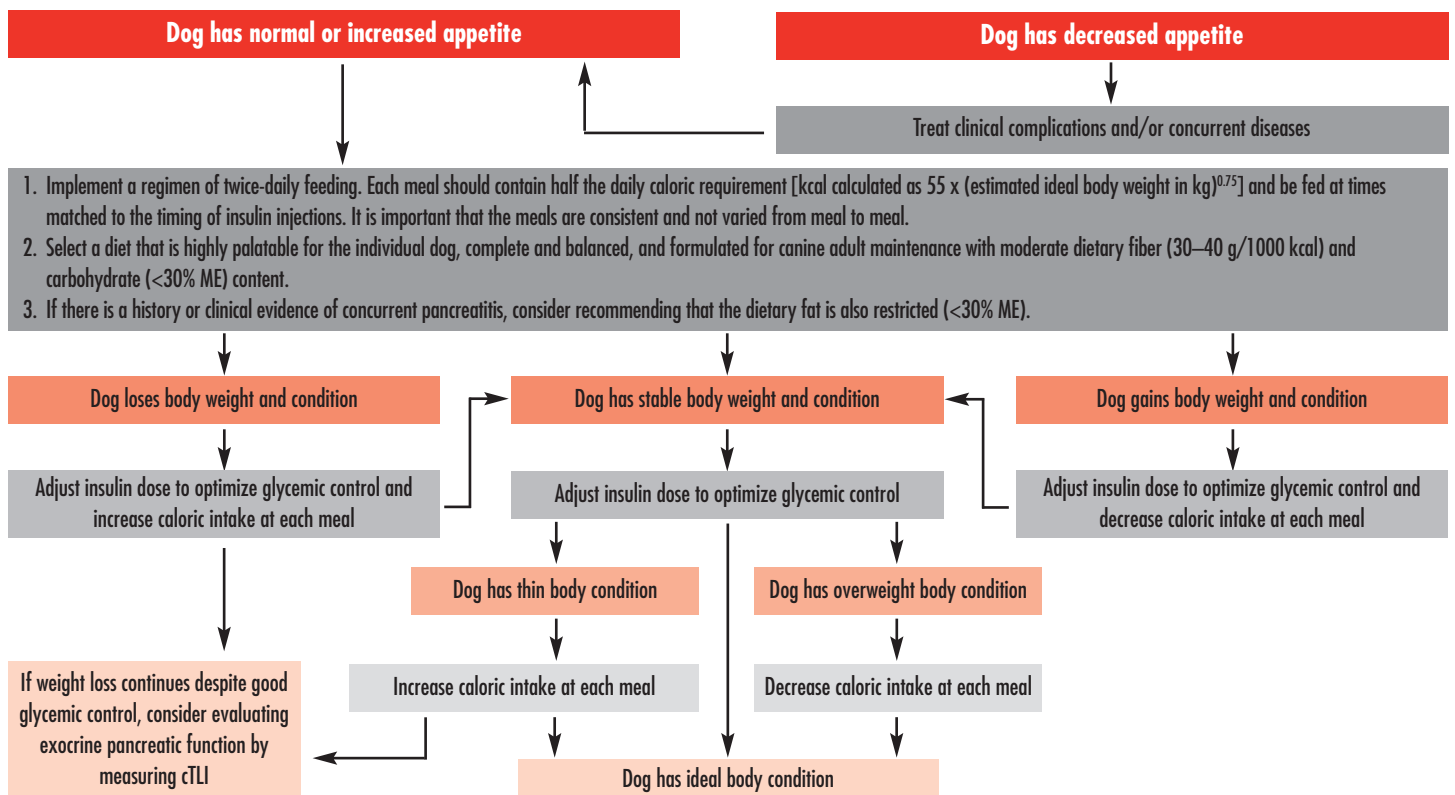 Dog has normal or increased appetite
Dog has decreased appetite
Treat clinical complications and/or concurrent diseases
1. Implement a regimen of twice-daily feeding. Each meal should contain half the daily caloric requirement [kcal calculated as 55 x (estimated ideal body weight in kg)⁰·⁷⁵] and be fed at times
matched to the timing of insulin injections. It is important that the meals are consistent and not varied from meal to meal.
2. Select a diet that is highly palatable for the individual dog, complete and balanced, and formulated for canine adult maintenance with moderate dietary fiber (30–40 g/1000 kcal) and
carbohydrate (<30% ME) content.
3. If there is a history or clinical evidence of concurrent pancreatitis, consider recommending that the dietary fat is also restricted (<30% ME).
Dog loses body weight and condition
Dog has stable body weight and condition
Dog gains body weight and condition
Adjust insulin dose to optimize glycemic control and
increase caloric intake at each meal
Adjust insulin dose to optimize glycemic control
Adjust insulin dose to optimize glycemic control and
decrease caloric intake at each meal
Dog has thin body condition
Dog has overweight body condition
If weight loss continues despite good
glycemic control, consider evaluating
exocrine pancreatic function by
measuring cTLI
Increase caloric intake at each meal
Decrease caloric intake at each meal
Dog has ideal body condition